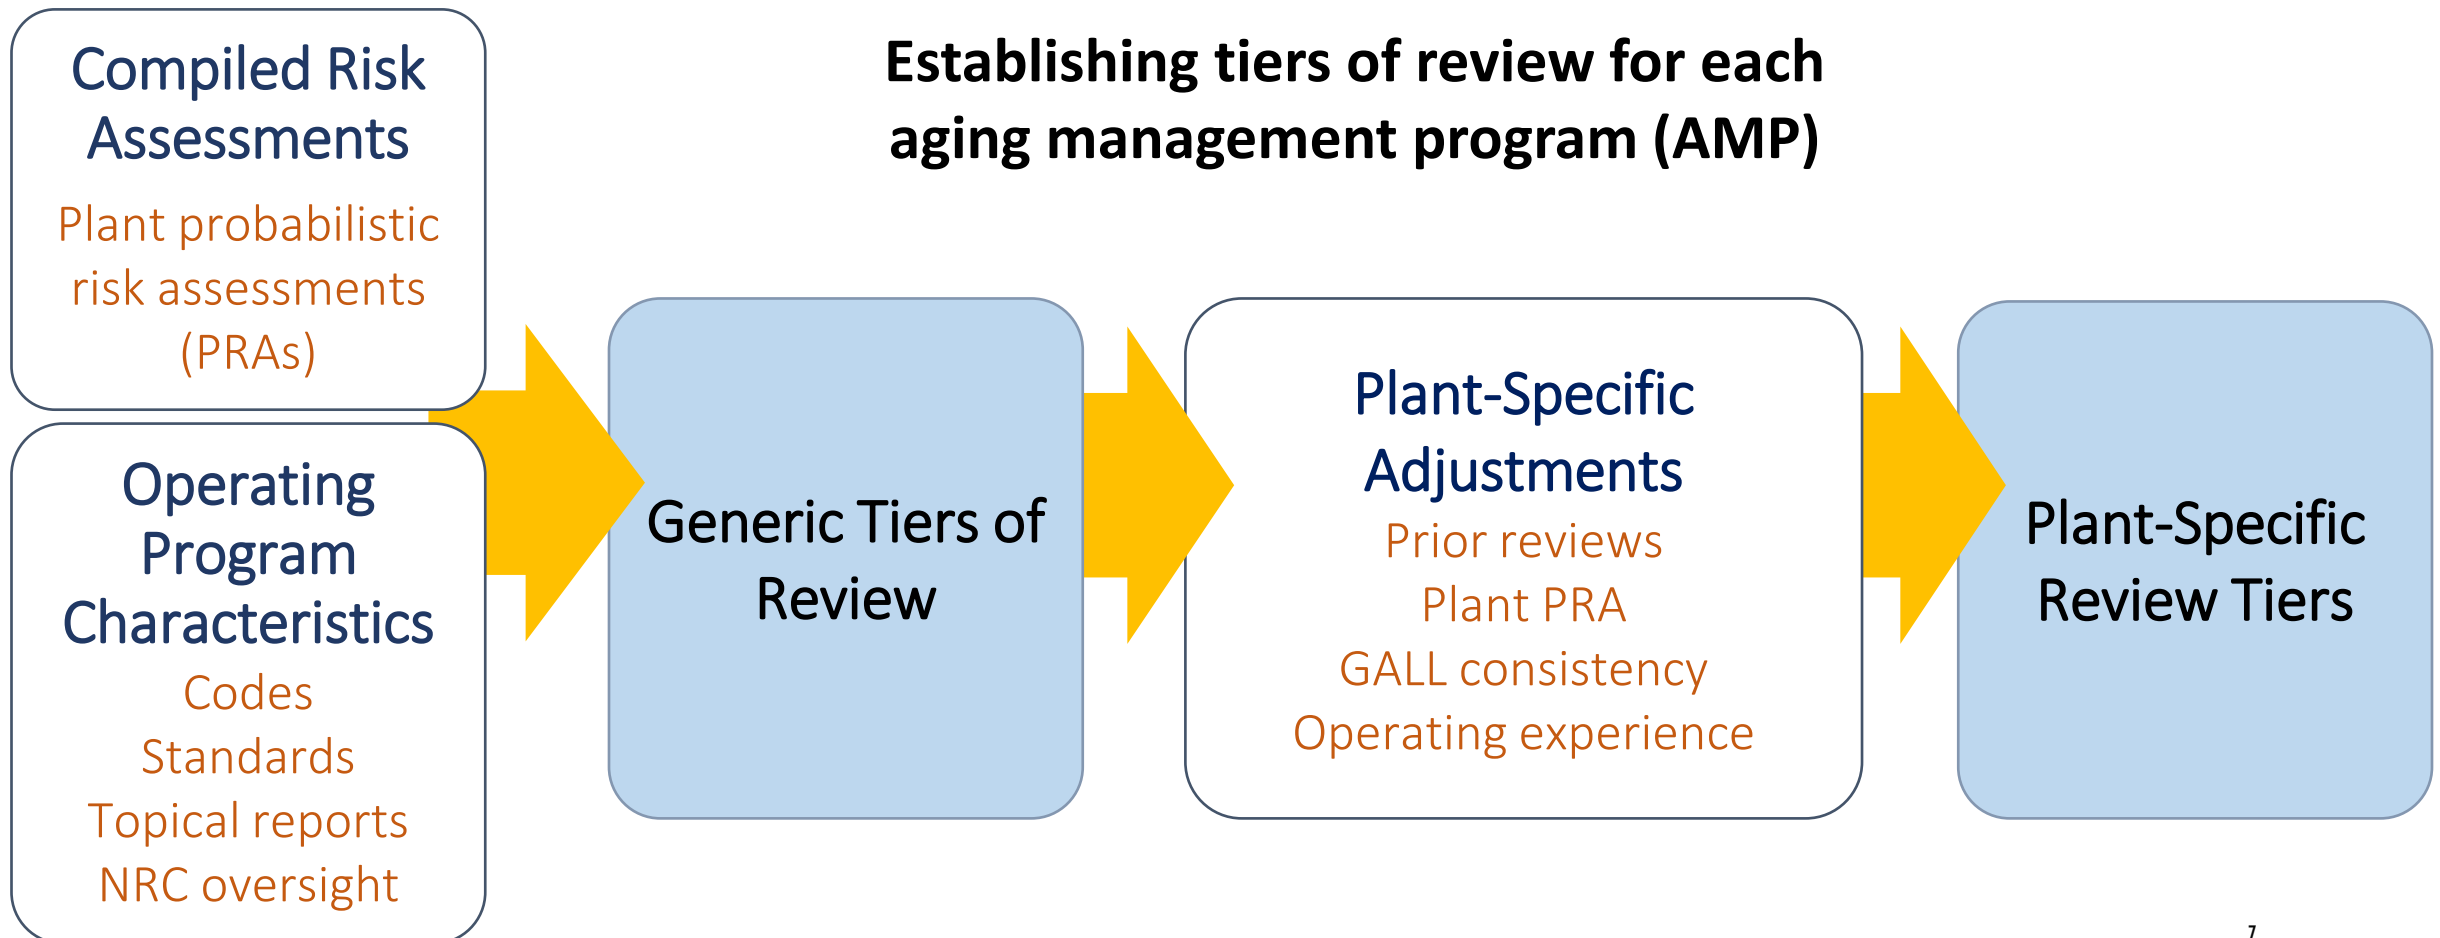 Establishing tiers of review for each
aging management program (AMP)
Compiled Risk
Assessments
Plant probabilistic
risk assessments
(PRAs)
Operating
Program
Characteristics
Codes
Standards
Topical reports
NRC oversight
Generic Tiers of
Review
Plant-Specific
Adjustments
Prior reviews
Plant PRA
GALL consistency
Operating experience
Plant-Specific
Review Tiers
7